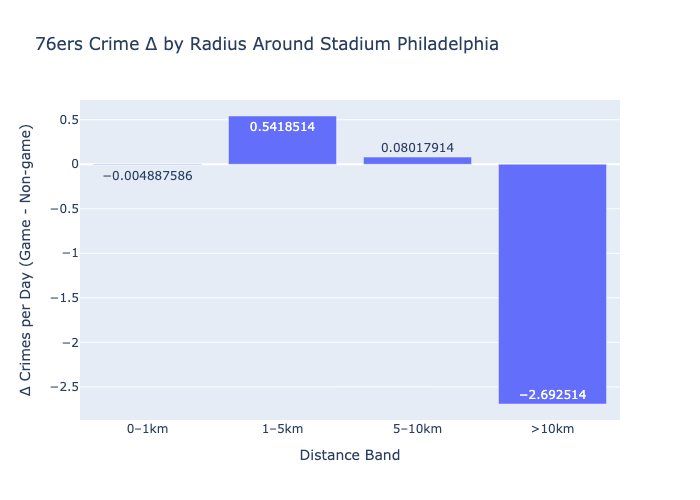 76ers Crime Δ by Radius Around Stadium Philadelphia
Δ Crimes per Day (Game - Non-game)
0.5
0
−0.5
−1
−1.5
−2
−2.5
−0.004887586
0.5418514
0.08017914
−2.692514
0–1km
1–5km
5–10km
>10km
Distance Band